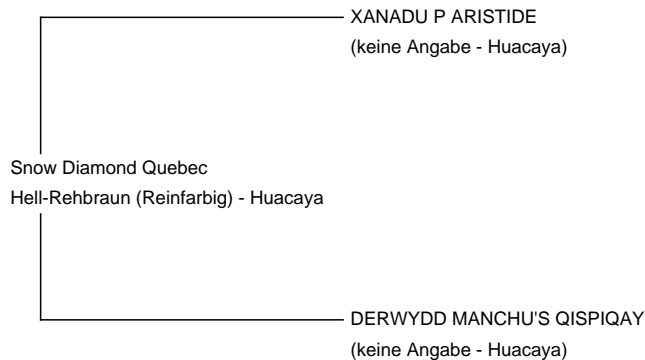 XANADU P ARISTIDE
(keine Angabe - Huacaya)
Snow Diamond Quebec
Hell-Rehbraun (Reinfarbig) - Huacaya
DERWYDD MANCHU'S QISPIQAY
(keine Angabe - Huacaya)